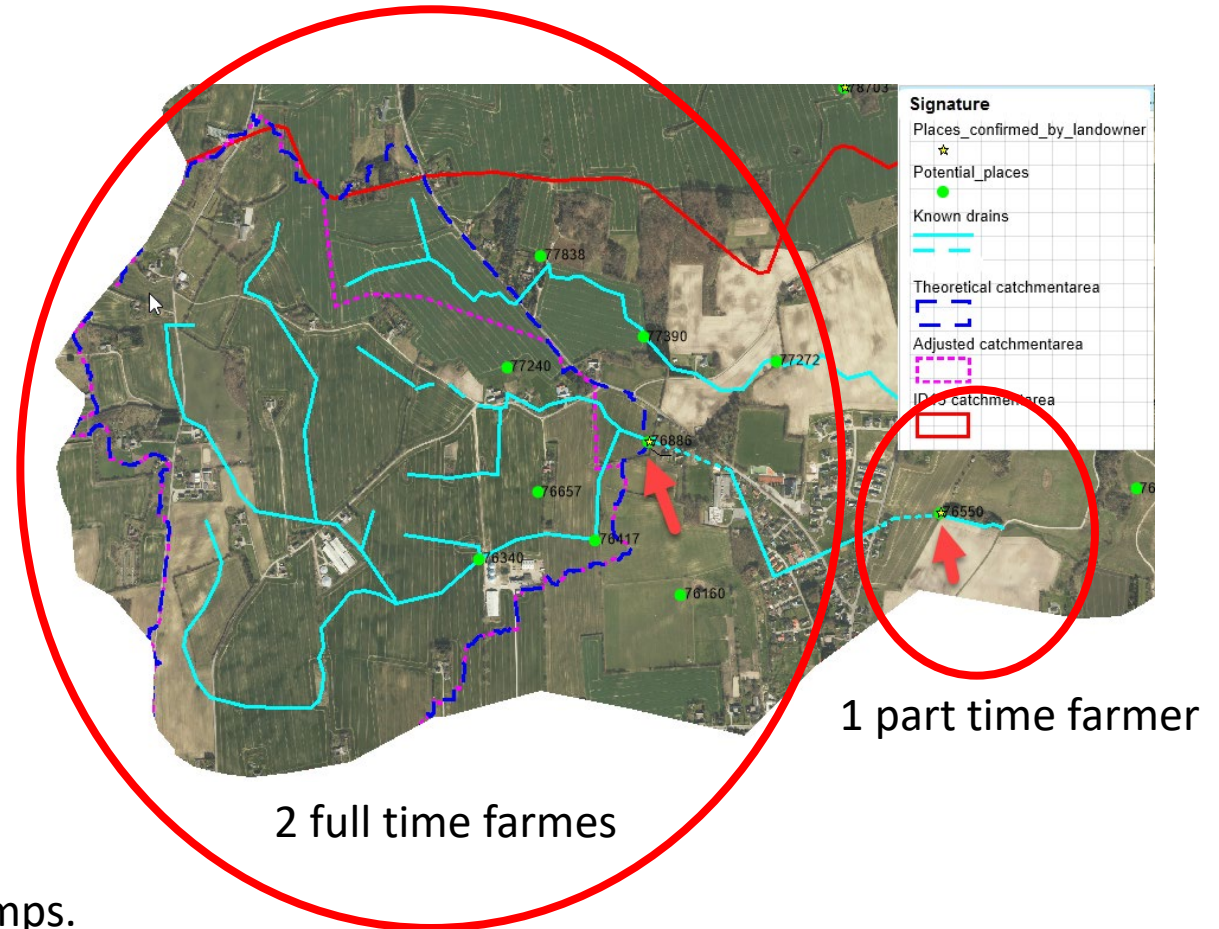 78703
Signature
Places_confirmed_by_landowner
Potential_places
Known drains
Theoretical catchmentarea
Adjusted catchmentarea
ID15 catchmentarea
77838
77390
77240
77272
76886
76657
76550
76417
76340
76160
1 part time farmer
2 full time farmes